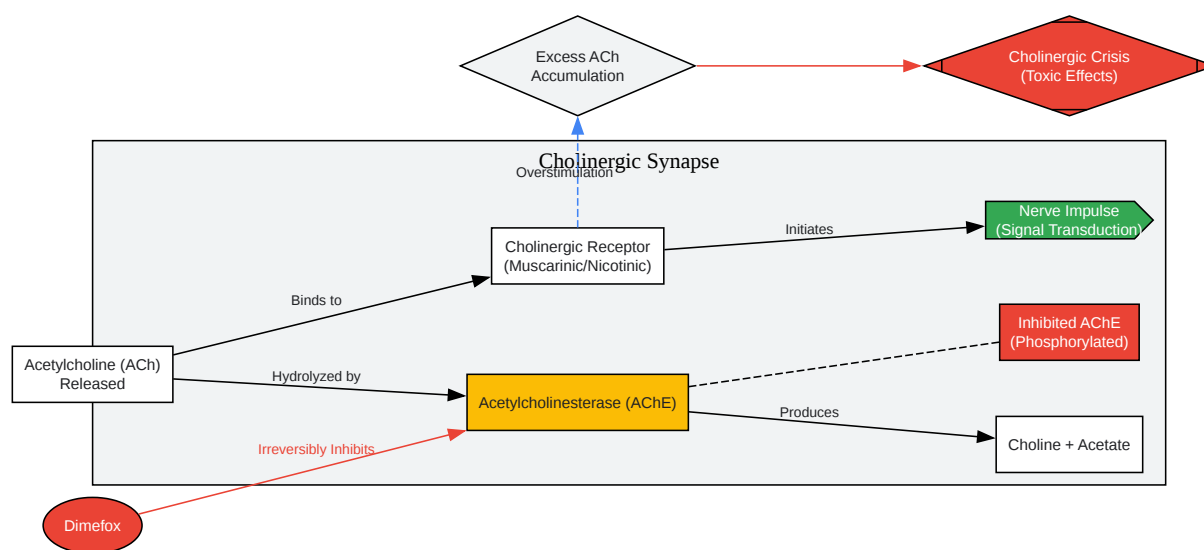 Excess ACh
Accumulation
Cholinergic Crisis
(Toxic Effects)
Cholinergic Synapse
Overstimulation
Nerve Impulse
(Signal Transduction)
Initiates
Cholinergic Receptor
(Muscarinic/Nicotinic)
Binds to
Inhibited AChE
(Phosphorylated)
Acetylcholine (ACh)
Released
Hydrolyzed by
Acetylcholinesterase (AChE)
Produces
Choline + Acetate
Irreversibly Inhibits
Dimefox